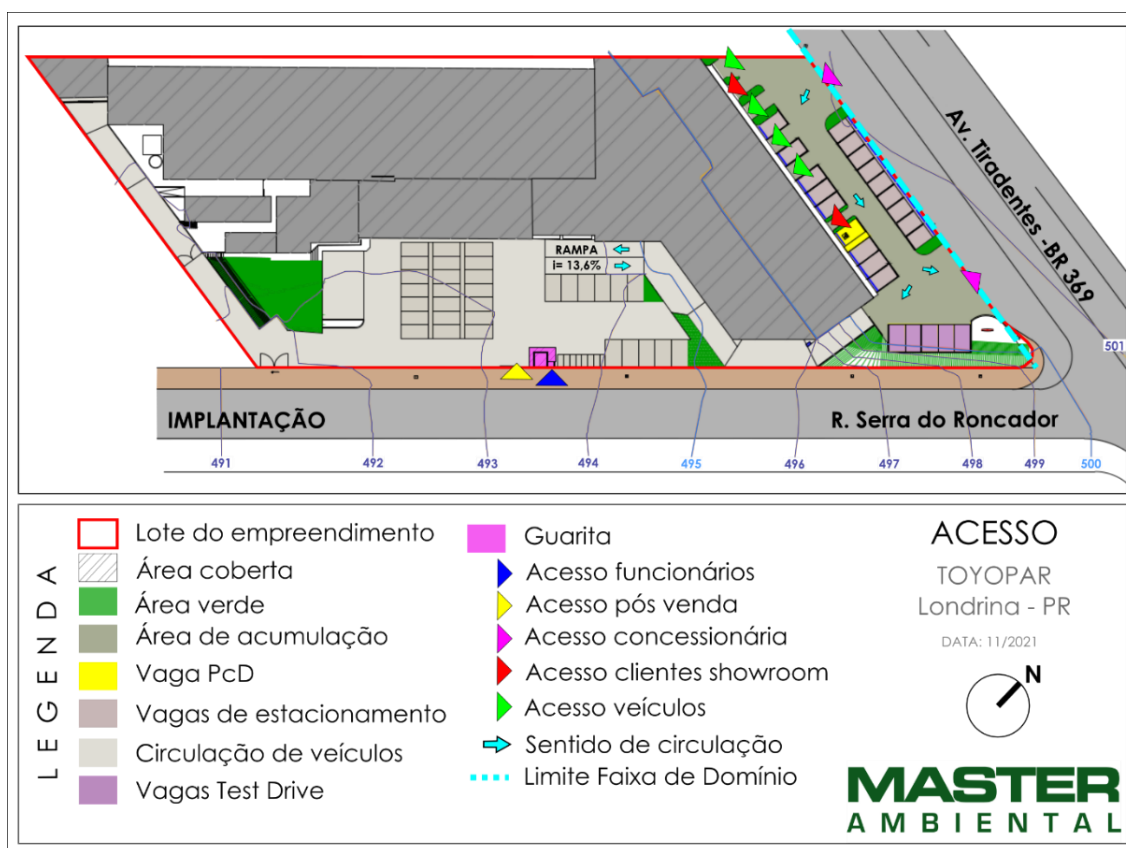 Av. Tiradentes -BR 369
RAMPA
i= 13,6%
501
IMPLANTAÇÃO
R. Serra do Roncador
491
492
493
494
495
496
497
498
499
500
LEGENDA
Lote do empreendimento
Área coberta
Área verde
Área de acumulação
Vaga PcD
Vagas de estacionamento
Circulação de veículos
Vagas Test Drive
Guarita
Acesso funcionários
Acesso pós venda
Acesso concessionária
Acesso clientes showroom
Acesso veículos
Sentido de circulação
Limite Faixa de Domínio
ACESSO
TOYOPAR
Londrina - PR
DATA: 11/2021
N
MASTER
AMBIENTAL